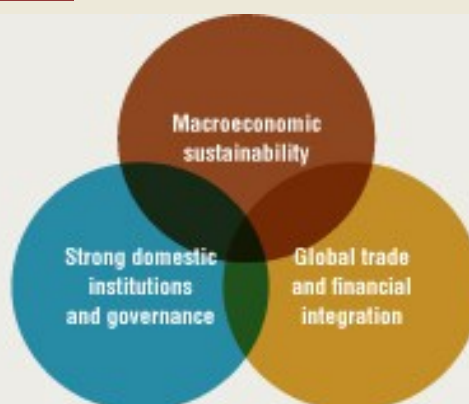 Macroeconomic
sustainability
Strong domestic
institutions
and governance
Global trade
and financial
integration